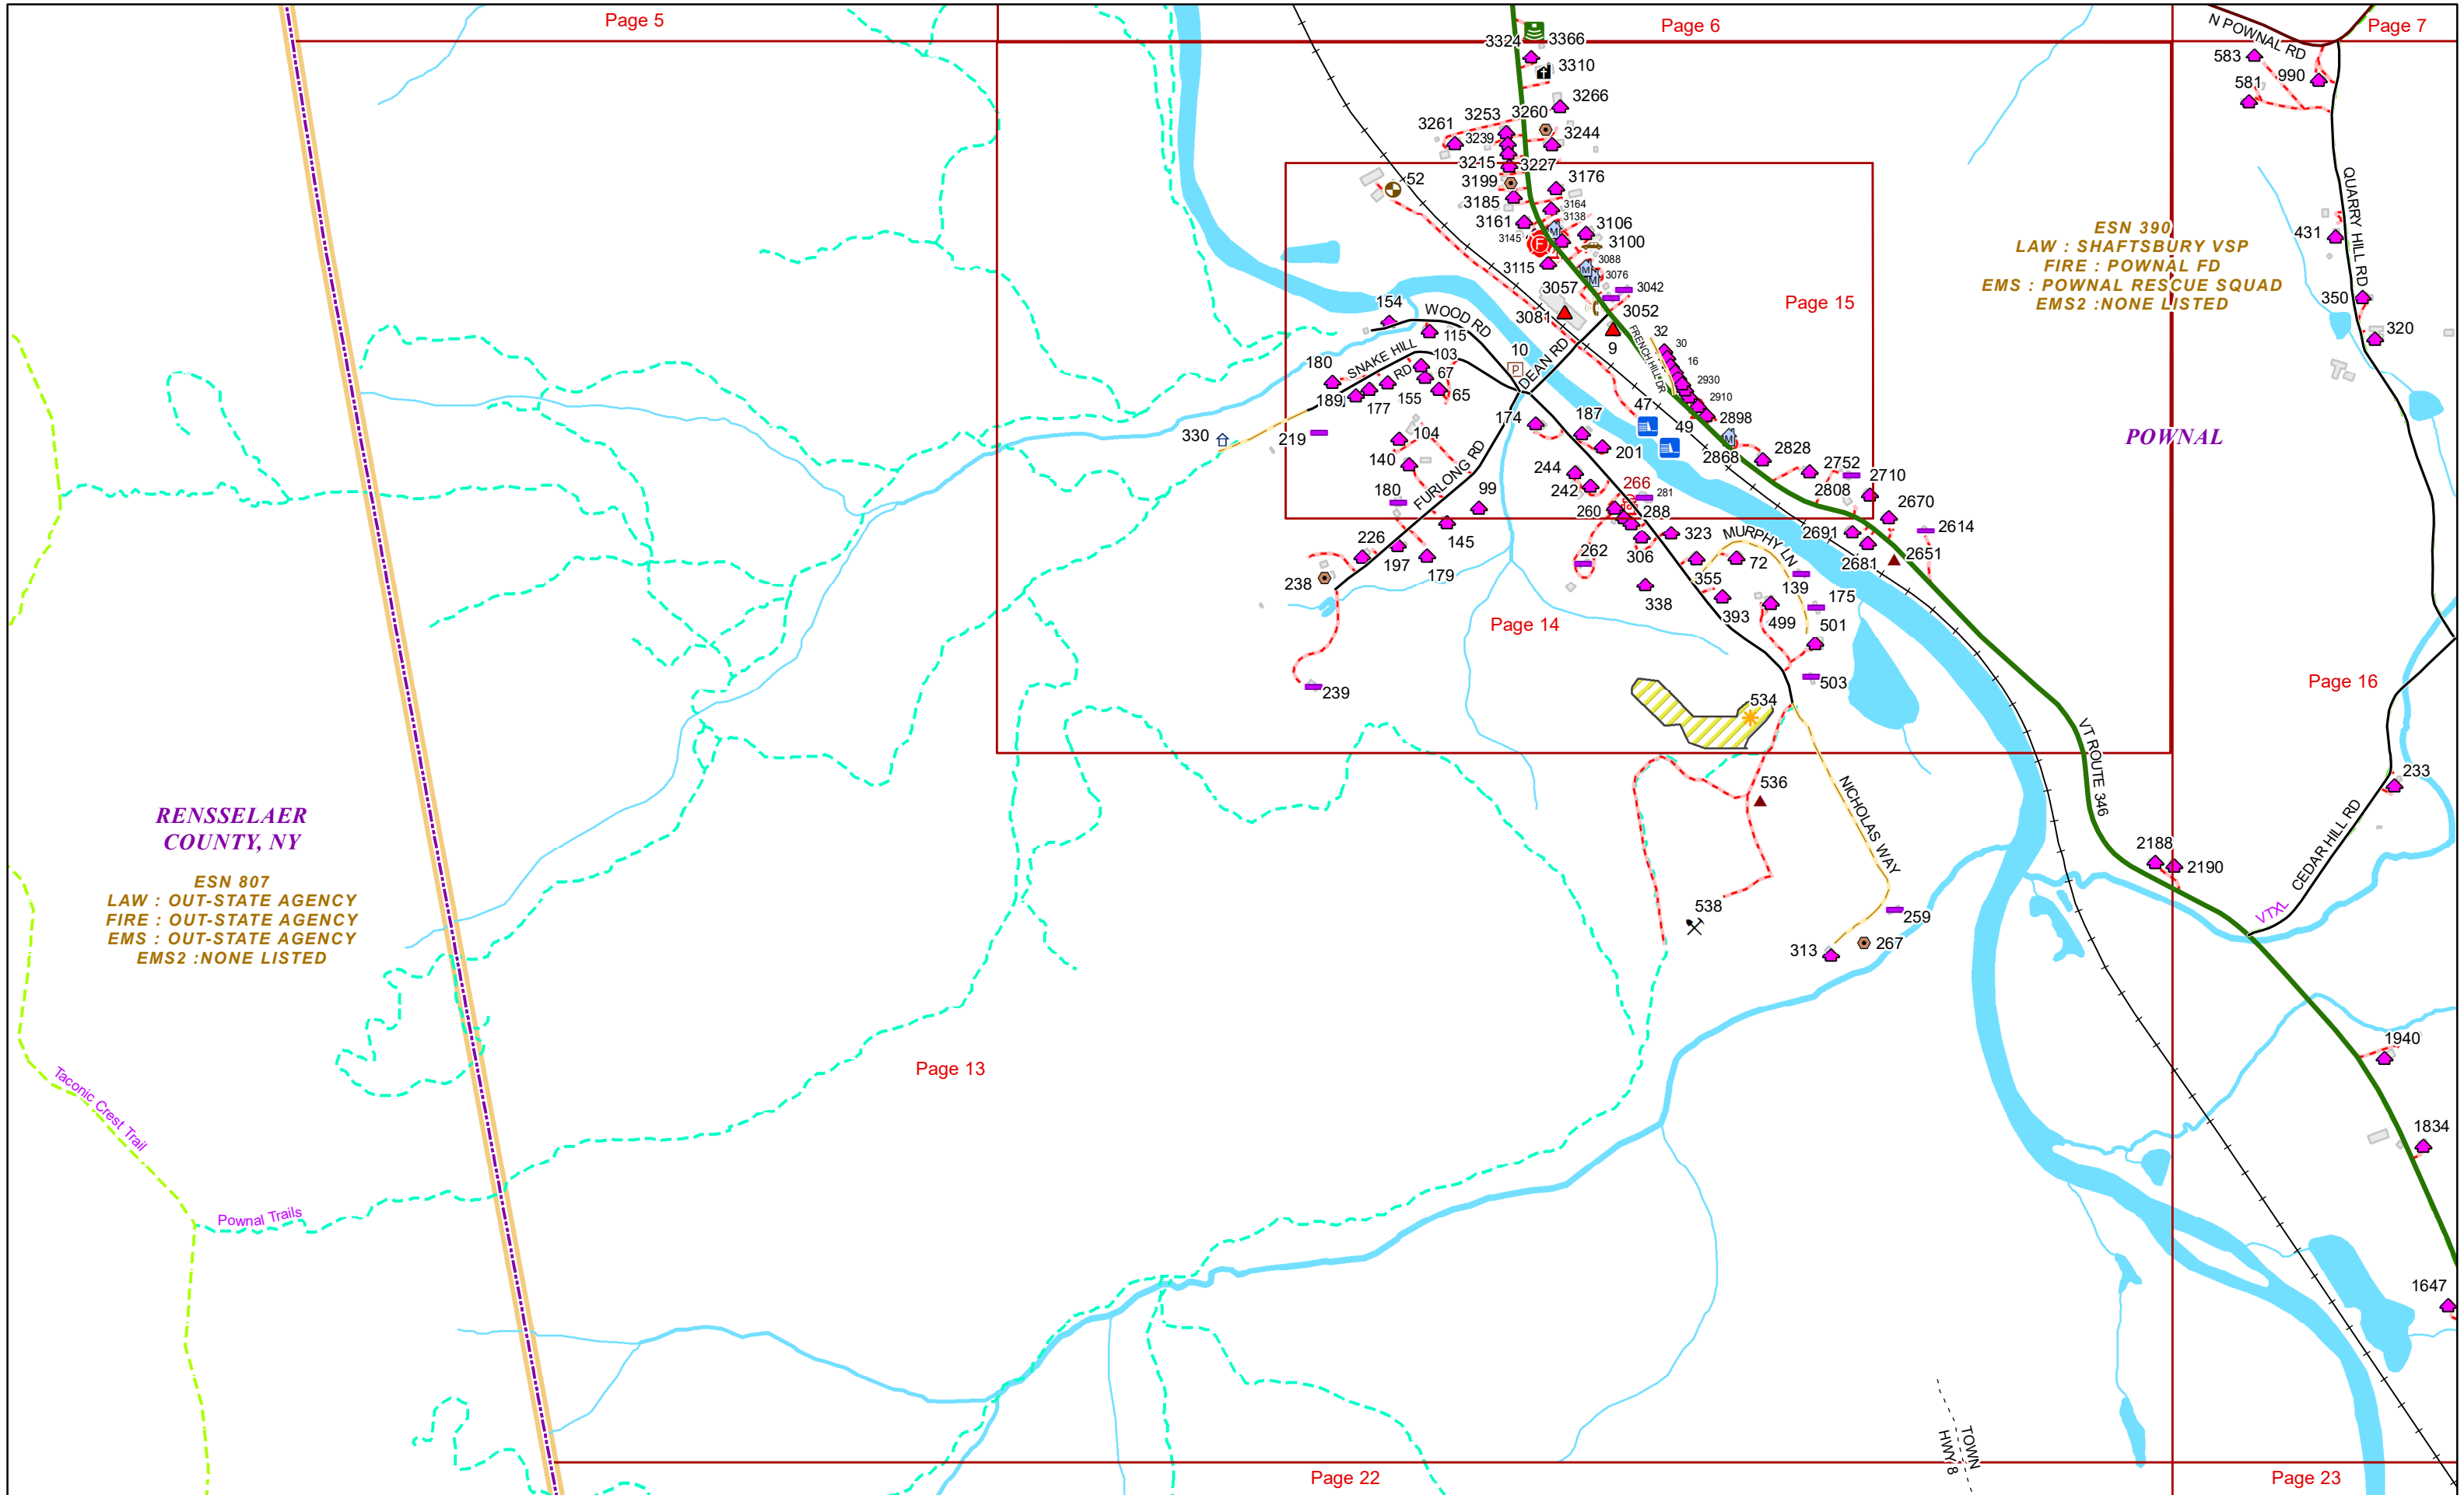 Page 5
Page 6
Page 7
N POWNAL RD
3324
3366
3310
583
581
990
3266
3253
3260
3261
3239
3244
3215
3227
52
3199
3176
3185
3164
3161
3138
3106
3145
3100
3115
3088
3076
3057
3042
3081
3052
Page 15
ESN 390
LAW : SHAFTSBURY VSP
FIRE : POWNAL FD
EMS : POWNAL RESCUE SQUAD
EMS2 :NONE LISTED
QUARRY HILL RD
431
350
320
154
WOOD RD
115
SNAKE HILL RD
103
10
P
DEAN RD
9
FRENCH HILL DR
32
30
16
180
67
65
189
177
155
2930
2910
47
49
2898
330
219
104
174
187
201
2868
2828
POWNAL
140
FURLONG RD
244
242
2752
2710
2808
180
99
266
281
260
288
2670
2614
226
145
262
306
323
MURPHY LN
2691
2681
2651
197
179
238
72
355
139
175
338
393
499
501
Page 14
239
503
534
Page 16
VT ROUTE 346
536
NICHOLAS WAY
233
RENSSELAER
COUNTY, NY
CEDAR HILL RD
2188
2190
VTXL
ESN 807
LAW : OUT-STATE AGENCY
FIRE : OUT-STATE AGENCY
EMS : OUT-STATE AGENCY
EMS2 :NONE LISTED
538
259
267
313
1940
Page 13
Taconic Crest Trail
1834
Pownal Trails
1647
TOWN
HWY 8
Page 22
Page 23
F
M
M
M
M